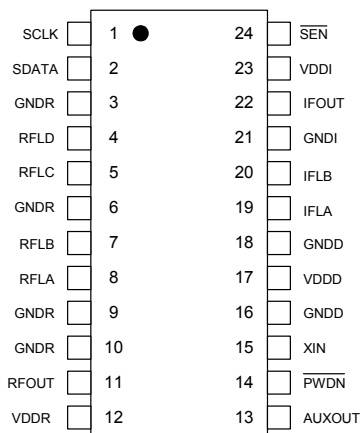 SCLK 1 24 SEN
SDATA 2 23 VDDI
GNDR 3 22 IFOUT
RFLD 4 21 GNDI
RFLC 5 20 IFLB
GNDR 6 19 IFLA
RFLB 7 18 GNDD
RFLA 8 17 VDDD
GNDR 9 16 GNDD
GNDR 10 15 XIN
RFOUT 11 14 PWDN
VDDR 12 13 AUXOUT